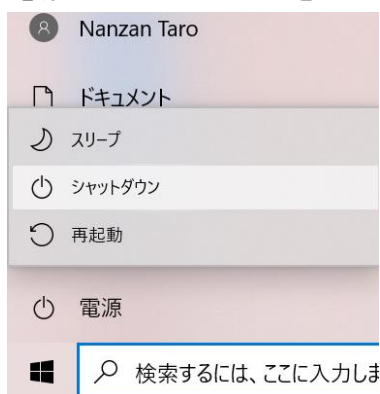 Nanzan Taro
ドキュメント
スリープ
シャットダウン
再起動
電源
検索するには、ここに入力しま